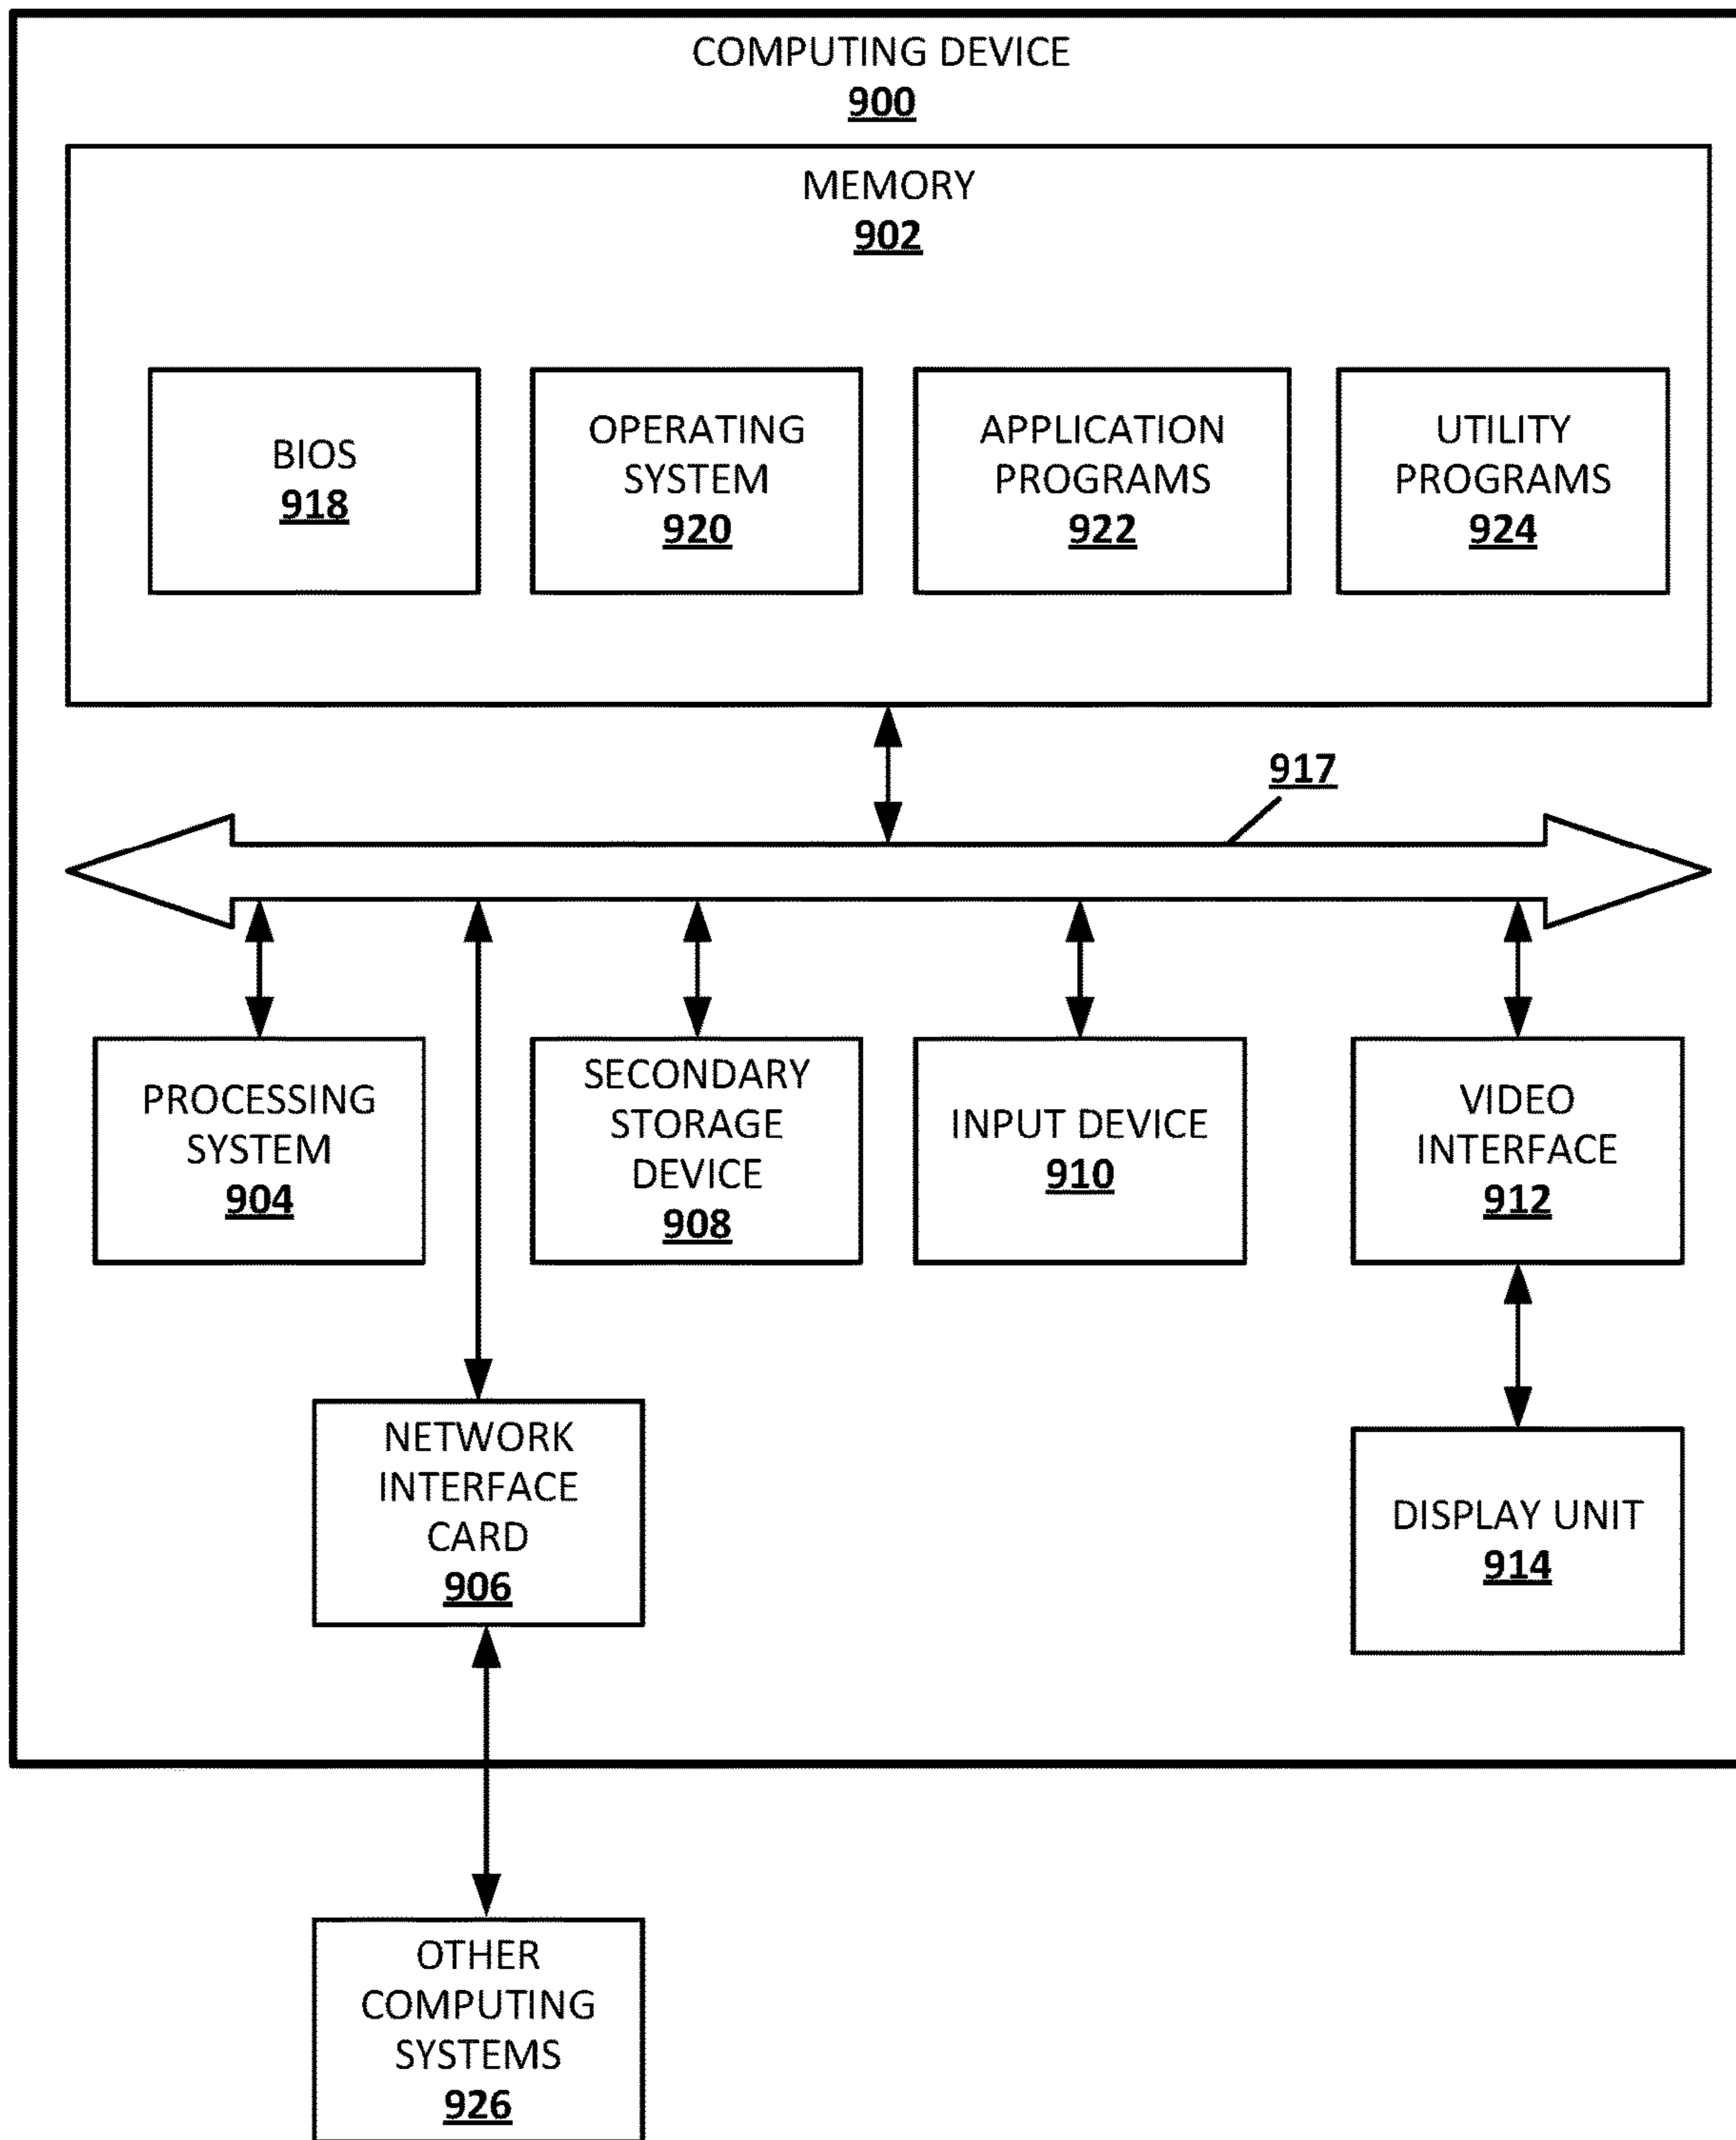 COMPUTING DEVICE
900
MEMORY
902
BIOS
918
OPERATING
SYSTEM
920
APPLICATION
PROGRAMS
922
UTILITY
PROGRAMS
924
917
PROCESSING
SYSTEM
904
SECONDARY
STORAGE
DEVICE
908
INPUT DEVICE
910
VIDEO
INTERFACE
912
NETWORK
INTERFACE
CARD
906
DISPLAY UNIT
914
OTHER
COMPUTING
SYSTEMS
926